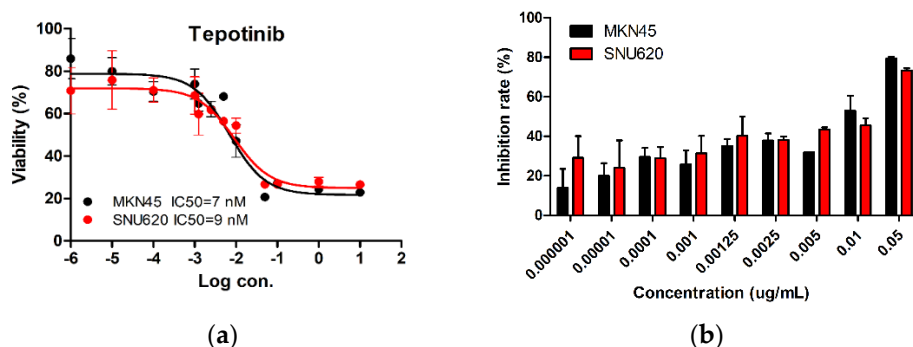 Tepotinib
Viability (%)
100
80
60
40
20
0
MKN45 IC50=7 nM
SNU620 IC50=9 nM
-6 -5 -4 -3 -2 -1 0 1 2
Log con.
(a)
Inhibition rate (%)
100
80
60
40
20
0
MKN45
SNU620
0.000001 0.00001 0.0001 0.001 0.00125 0.0025 0.005 0.01 0.05
Concentration (ug/mL)
(b)